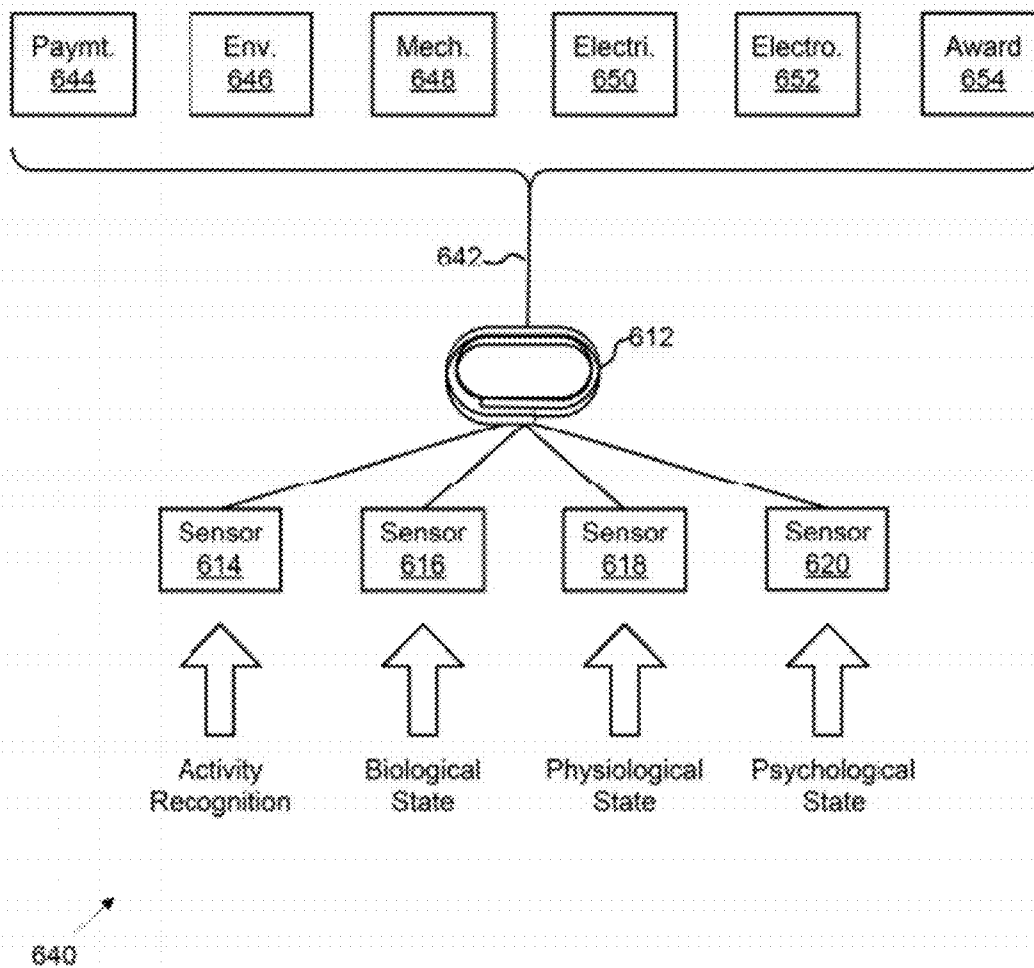 Paymt. Env. Mech. Electri. Electro. Award
644 646 648 650 652 654
642
612
Sensor Sensor Sensor Sensor
614 616 618 620
Activity Biological Physiological Psychological
Recognition State State State
640